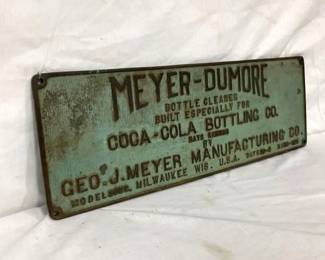 MEYER-DUMORE
BOTTLE CLEANER
BUILT ESPECIALLY FOR
COCA-COLA BOTTLING CO.
BY
GEO. J. MEYER MANUFACTURING CO.
MILWAUKEE WIS. U.S.A.